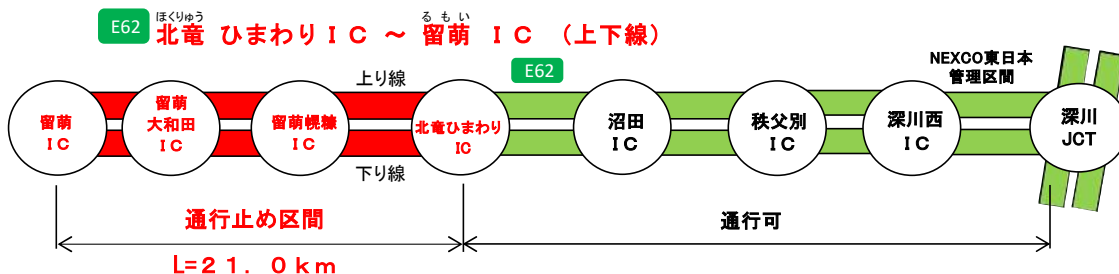 ほくりゅう るもい
E62 北竜 ひまわりＩＣ ～ 留萌 ＩＣ （上下線）
E62
NEXCO東日本
管理区間
上り線
留萌
ＩＣ
留萌
大和田
ＩＣ
留萌幌糠
ＩＣ
北竜ひまわり
IC
沼田
ＩＣ
秩父別
ＩＣ
深川西
ＩＣ
深川
JCT
下り線
通行止め区間
通行可
L=２１．０ｋｍ